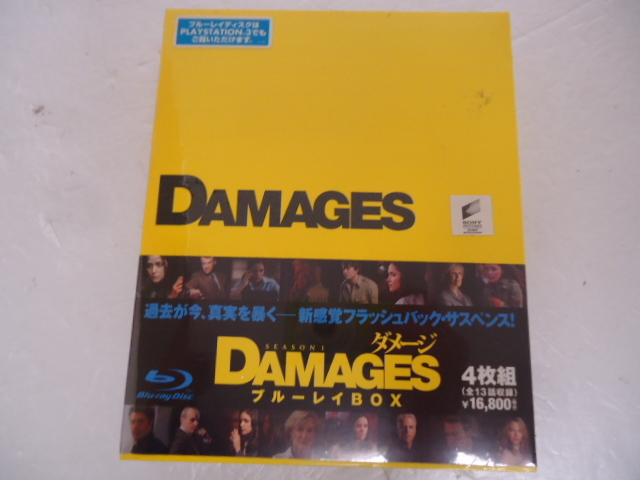 ブルーレイディスクは
PLAYSTATION 3でも
ご覧いただけます。
DAMAGES
SONY
PICTURES
過去が今、真実を暴く——新感覚フラッシュバック・サスペンス!
SEASON 1
ダメージ
DAMAGES
ブルーレイBOX
Blu-ray Disc
4枚組
(全13話収録)
¥16,800